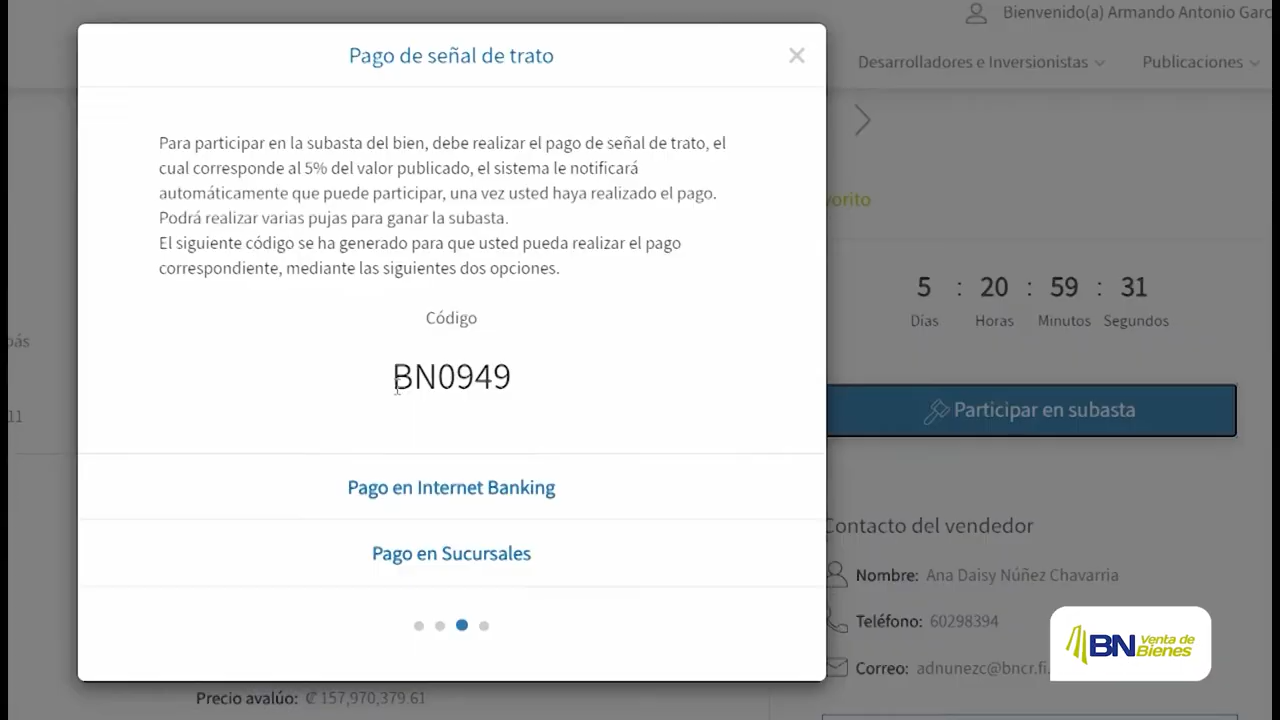 Bienvenido(a) Armando Antonio Garc
Pago de señal de trato
Desarrolladores e Inversionistas
Publicaciones
Para participar en la subasta del bien, debe realizar el pago de señal de trato, el
cual corresponde al 5% del valor publicado, el sistema le notificará
automáticamente que puede participar, una vez usted haya realizado el pago.
Podrá realizar varias pujas para ganar la subasta.
El siguiente código se ha generado para que usted pueda realizar el pago
correspondiente, mediante las siguientes dos opciones.
vorito
5 : 20 : 59 : 31
Días Horas Minutos Segundos
Código
BN0949
Participar en subasta
11
Pago en Internet Banking
Pago en Sucursales
Contacto del vendedor
Nombre: Ana Daisy Núñez Chavarria
Teléfono: 60298394
Correo: adnunezc@bncr.fi.
BN Venta de
Bienes
Precio avalúo: ₡ 157,970,379.61